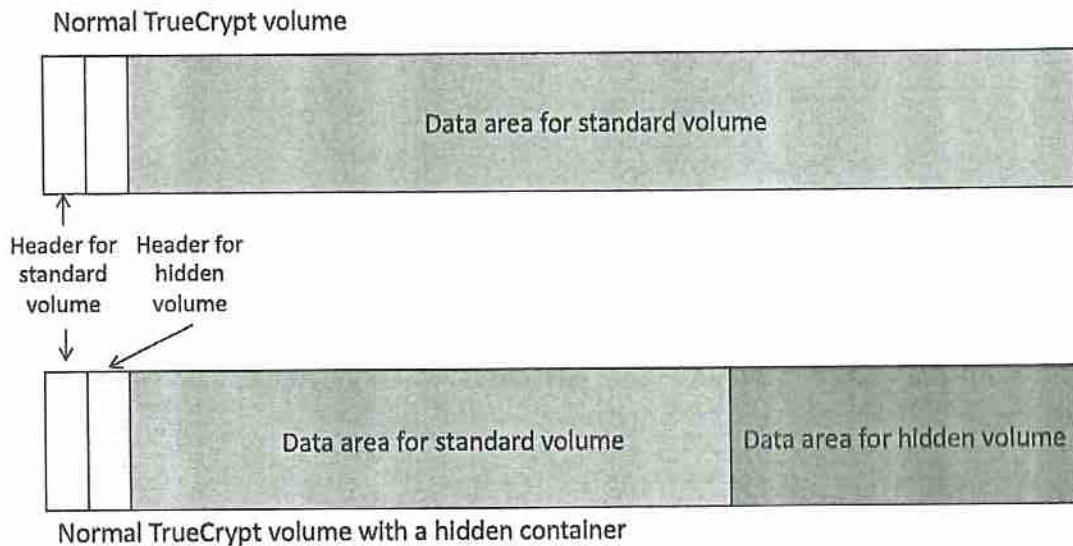 Normal TrueCrypt volume
Data area for standard volume
Header for
standard
volume
Header for
hidden
volume
Data area for standard volume
Data area for hidden volume
Normal TrueCrypt volume with a hidden container